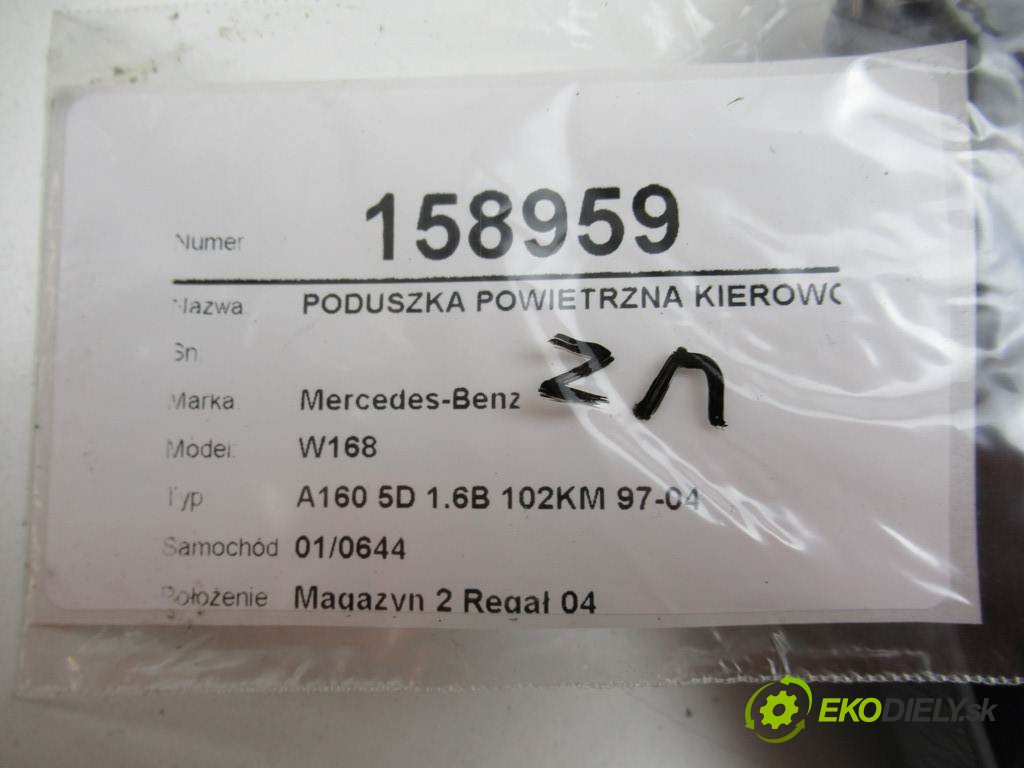 Numer 158959
Nazwa PODUSZKA POWIETRZNA KIEROWC
Sn
Marka Mercedes-Benz
Model W168
Typ A160 5D 1.6B 102KM 97-04
Samochód 01/0644
Położenie Magazyn 2 Regał 04
EKODIELY.sk